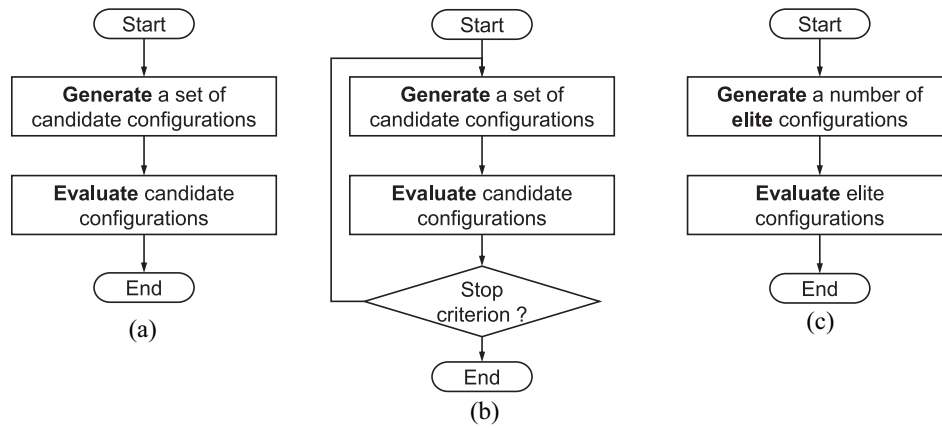 Start
Generate a set of
candidate configurations
Evaluate candidate
configurations
End
(a)
Start
Generate a set of
candidate configurations
Evaluate candidate
configurations
Stop
criterion ?
End
(b)
Start
Generate a number of
elite configurations
Evaluate elite
configurations
End
(c)